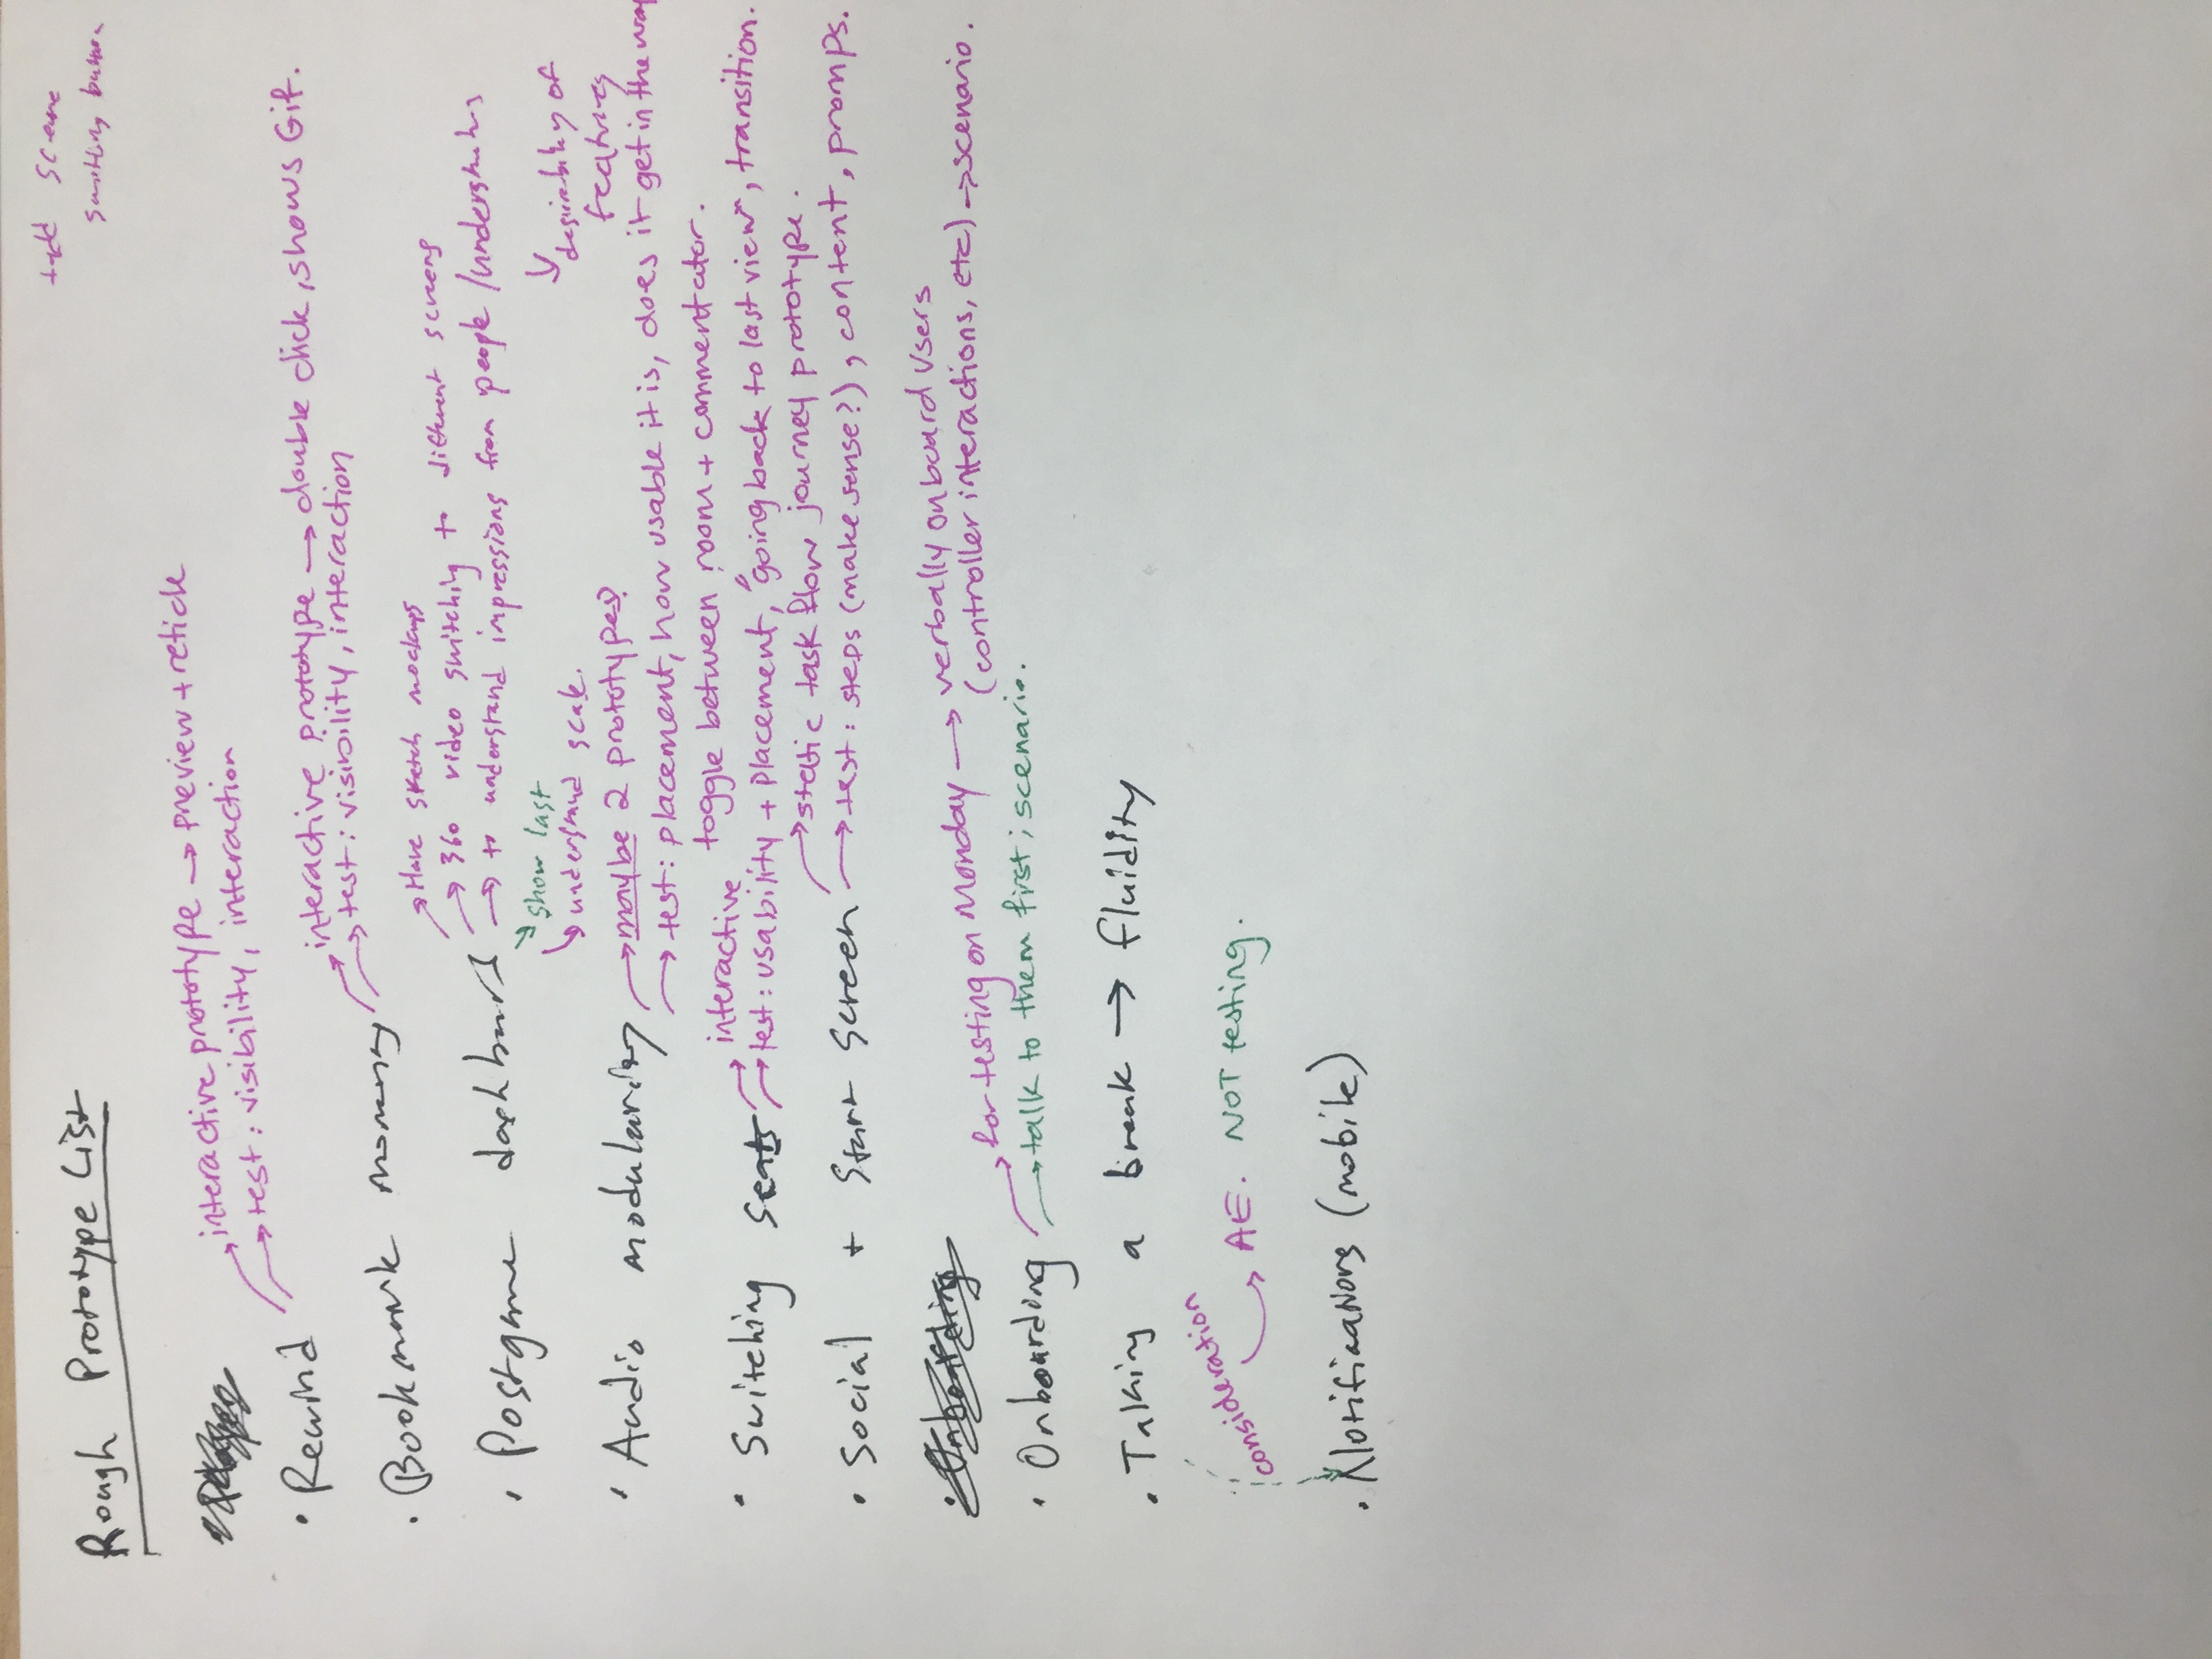 Rough Prototype List
+add scene
switching button
interactive prototype → preview + reticle
→ test: visibility, interaction
• Rewind
interactive prototype → double click, shows Gif.
→ test: visibility, interaction
• Bookmark
→ Have sketch mockups
→ 360 video switching to different screens
• Postgame dashboard → to understand impressions from people / understanding
→ show last
→ understand scale.
↓ desirability of
features
• Audio modularity → maybe 2 prototypes?
→ test: placement, how usable it is, does it get in the way
toggle between room + commentator.
• Switching seats → interactive
→ test: usability + placement, "going back to last view", transition.
→ static task flow journey prototype.
• Social + Start Screen → test: steps (make sense?), content, promps.
• Onboarding
→ for testing on Monday → verbally onboard users
(controller interactions, etc) → scenario.
• Onboarding → talk to them first; scenario.
• Taking a break → fluidity
consideration → AE. NOT testing.
• Notifications (mobile)